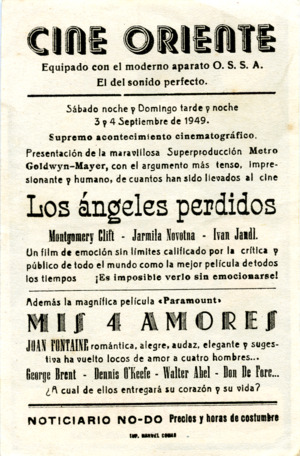 CINE ORIENTE
Equipado con el moderno aparato O. S. S. A.
El del sonido perfecto.
Sábado noche y Domingo tarde y noche
3 y 4 Septiembre de 1949.
Supremo acontecimiento cinematográfico.
Presentación de la maravillosa Superproducción Metro
Goldwyn-Mayer, con el argumento más tenso, impre-
sionante y humano, de cuantos han sido llevados al cine
Los ángeles perdidos
Montgomery Clift - Jarmila Novotna - Ivan Jandl.
Un film de emoción sin límites calificado por la crítica y
público de todo el mundo como la mejor película detodos
los tiempos ¡Es imposible verlo sin emocionarse!
Además la magnífica película «Paramount»
MIS 4 AMORES
JOAN FONTAINE romántica, alegre, audaz, elegante y suges-
tiva ha vuelto locos de amor a cuatro hombres...
George Brent - Dennis O'Keefe - Walter Abel - Don De Fore...
¿A cual de ellos entregará su corazón y su vida?
NOTICIARIO NO-DO Precios y horas de costumbre
IMP. MANUEL COBAS